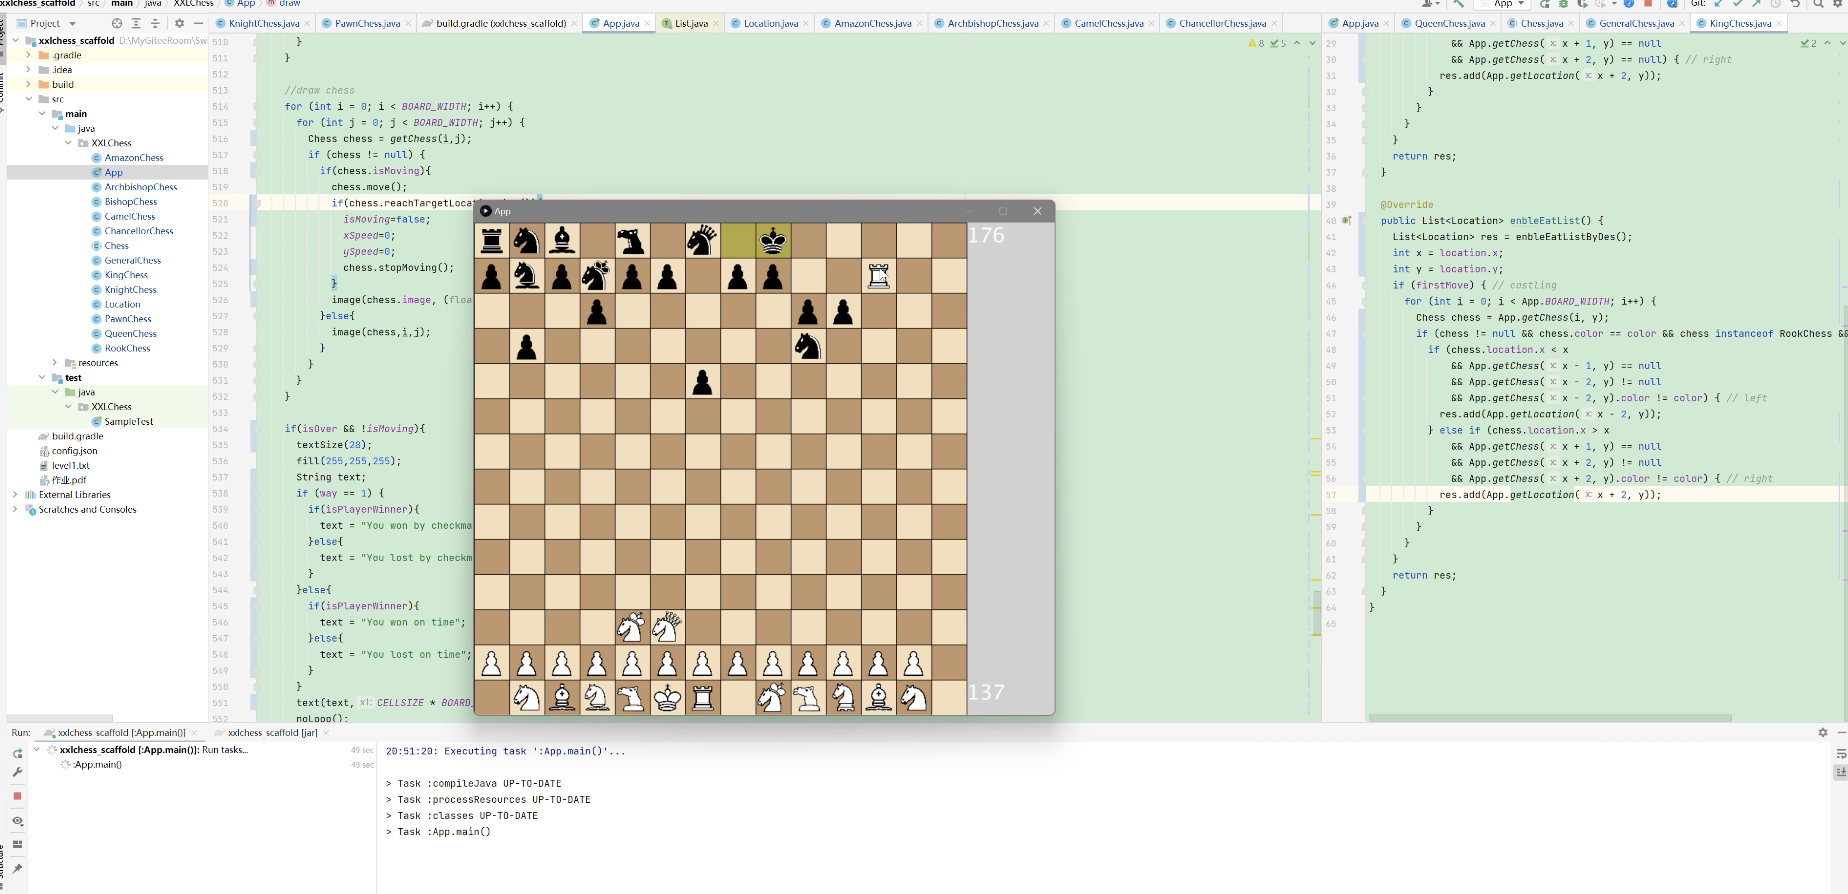 xxlchess_scaffold src main java XXLChess App draw
App
Git:
Project
KnightChess.java
PawnChess.java
build.gradle (xxlchess_scaffold)
App.java
List.java
Location.java
AmazonChess.java
ArchbishopChess.java
CamelChess.java
ChancellorChess.java
App.java
QueenChess.java
Chess.java
GeneralChess.java
KingChess.java
xxlchess_scaffold D:\MyGiteeRoom\Sw
.gradle
.idea
build
src
main
java
XXLChess
AmazonChess
App
ArchbishopChess
BishopChess
CamelChess
ChancellorChess
Chess
GeneralChess
KingChess
KnightChess
Location
PawnChess
QueenChess
RookChess
resources
test
java
XXLChess
SampleTest
build.gradle
config.json
level1.txt
作业.pdf
External Libraries
Scratches and Consoles
8 5
510 }
511 }
512
513 //draw chess
514 for (int i = 0; i < BOARD_WIDTH; i++) {
515 for (int j = 0; j < BOARD_WIDTH; j++) {
516 Chess chess = getChess(i,j);
517 if (chess != null) {
518 if(chess.isMoving){
519 chess.move();
520 if(chess.reachTargetLocat
521 isMoving=false;
522 xSpeed=0;
523 ySpeed=0;
524 chess.stopMoving();
525 }
526 image(chess.image, (floa
527 }else{
528 image(chess,i,j);
529 }
530 }
531 }
532 }
533
534 if(isOver && !isMoving){
535 textSize(28);
536 fill(255,255,255);
537 String text;
538 if (way == 1) {
539 if(isPlayerWinner){
540 text = "You won by checkma
541 }else{
542 text = "You lost by checkm
543 }
544 }else{
545 if(isPlayerWinner){
546 text = "You won on time";
547 }else{
548 text = "You lost on time";
549 }
550 }
551 text(text, x1: CELLSIZE * BOARD_
552 noLoop();
App
176
137
2
29 && App.getChess( x: x + 1, y) == null
30 && App.getChess( x: x + 2, y) == null) { // right
31 res.add(App.getLocation( x: x + 2, y));
32 }
33 }
34 }
35 }
36 return res;
37 }
38
39 @Override
40 public List<Location> enbleEatList() {
41 List<Location> res = enbleEatListByDes();
42 int x = location.x;
43 int y = location.y;
44 if (firstMove) { // castling
45 for (int i = 0; i < App.BOARD_WIDTH; i++) {
46 Chess chess = App.getChess(i, y);
47 if (chess != null && chess.color == color && chess instanceof RookChess &&
48 if (chess.location.x < x
49 && App.getChess( x: x - 1, y) == null
50 && App.getChess( x: x - 2, y) != null
51 && App.getChess( x: x - 2, y).color != color) { // left
52 res.add(App.getLocation( x: x - 2, y));
53 } else if (chess.location.x > x
54 && App.getChess( x: x + 1, y) == null
55 && App.getChess( x: x + 2, y) != null
56 && App.getChess( x: x + 2, y).color != color) { // right
57 res.add(App.getLocation( x: x + 2, y));
58 }
59 }
60 }
61 }
62 return res;
63 }
64 }
65
Run: xxlchess_scaffold [:App.main()] xxlchess_scaffold [jar]
xxlchess_scaffold [:App.main()]: Run tasks... 49 sec
:App.main() 49 sec
20:51:20: Executing task ':App.main()'...
> Task :compileJava UP-TO-DATE
> Task :processResources UP-TO-DATE
> Task :classes UP-TO-DATE
> Task :App.main()